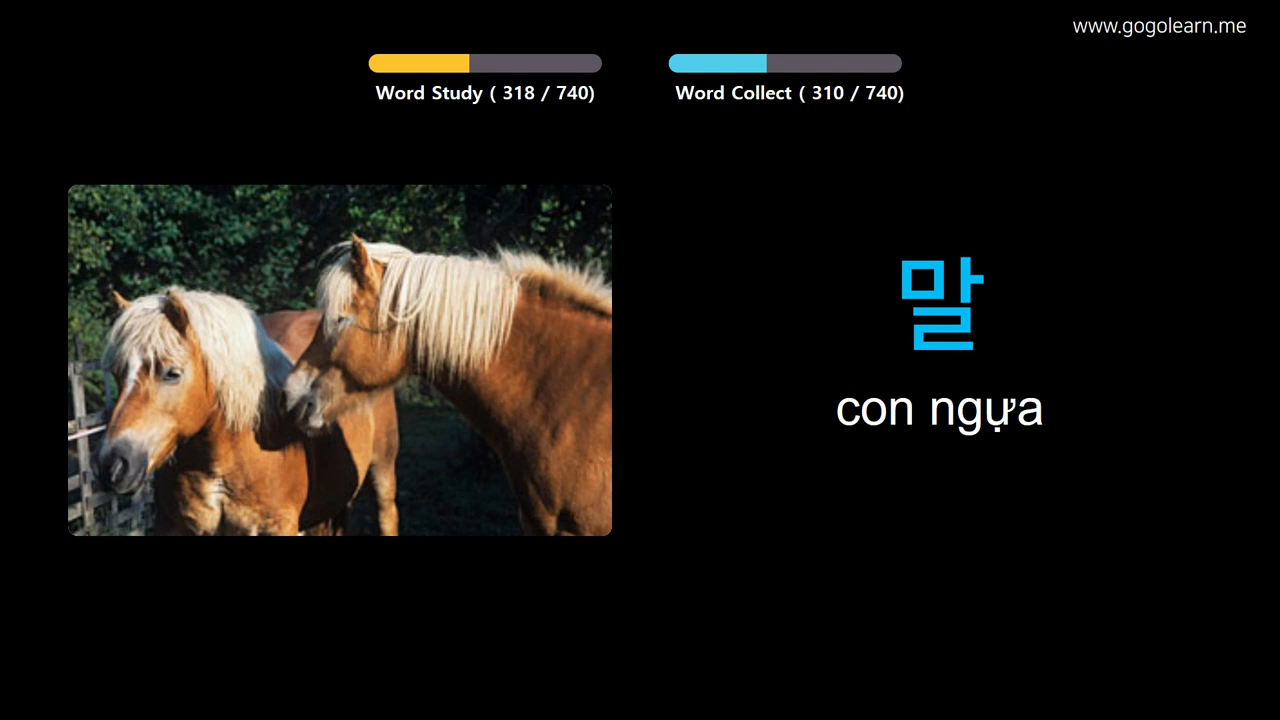 www.gogolearn.me
Word Study ( 318 / 740)
Word Collect ( 310 / 740)
말
con ngựa